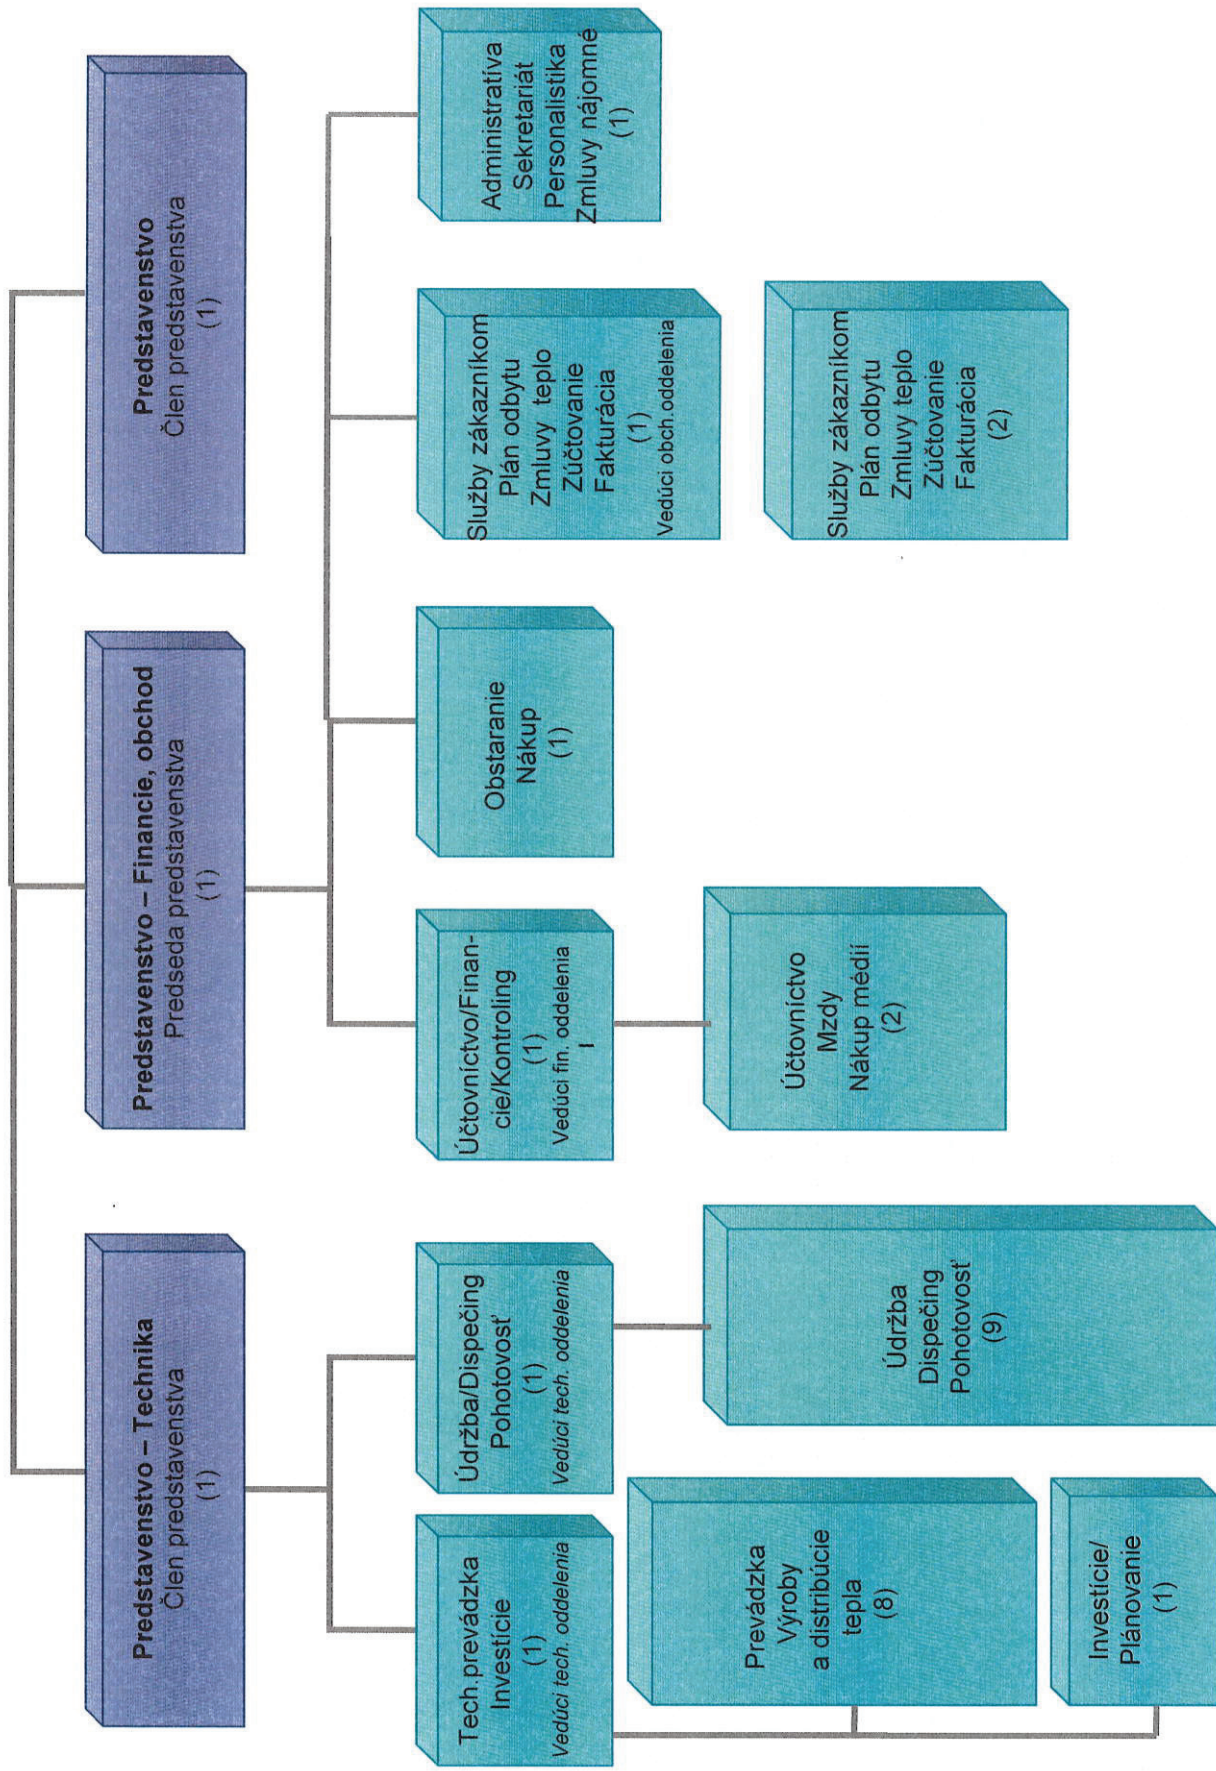 Predstavenstvo – Technika
Člen predstavenstva
(1)
Predstavenstvo – Financie, obchod
Predseda predstavenstva
(1)
Predstavenstvo
Člen predstavenstva
(1)
Tech.prevádzka
Investície
(1)
Vedúci tech. oddelenia
Údržba/Dispečing
Pohotovosť
(1)
Vedúci tech. oddelenia
Účtovníctvo/Finan-
cie/Kontroling
(1)
Vedúci fin. oddelenia
Obstaranie
Nákup
(1)
Služby zákazníkom
Plán odbytu
Zmluvy teplo
Zúčtovanie
Fakturácia
(1)
Vedúci obch.oddelenia
Administratíva
Sekretariát
Personalistika
Zmluvy nájomné
(1)
Prevádzka
Výroby
a distribúcie
tepla
(8)
Investície/
Plánovanie
(1)
Údržba
Dispečing
Pohotovosť
(9)
Účtovníctvo
Mzdy
Nákup médií
(2)
Služby zákazníkom
Plán odbytu
Zmluvy teplo
Zúčtovanie
Fakturácia
(2)